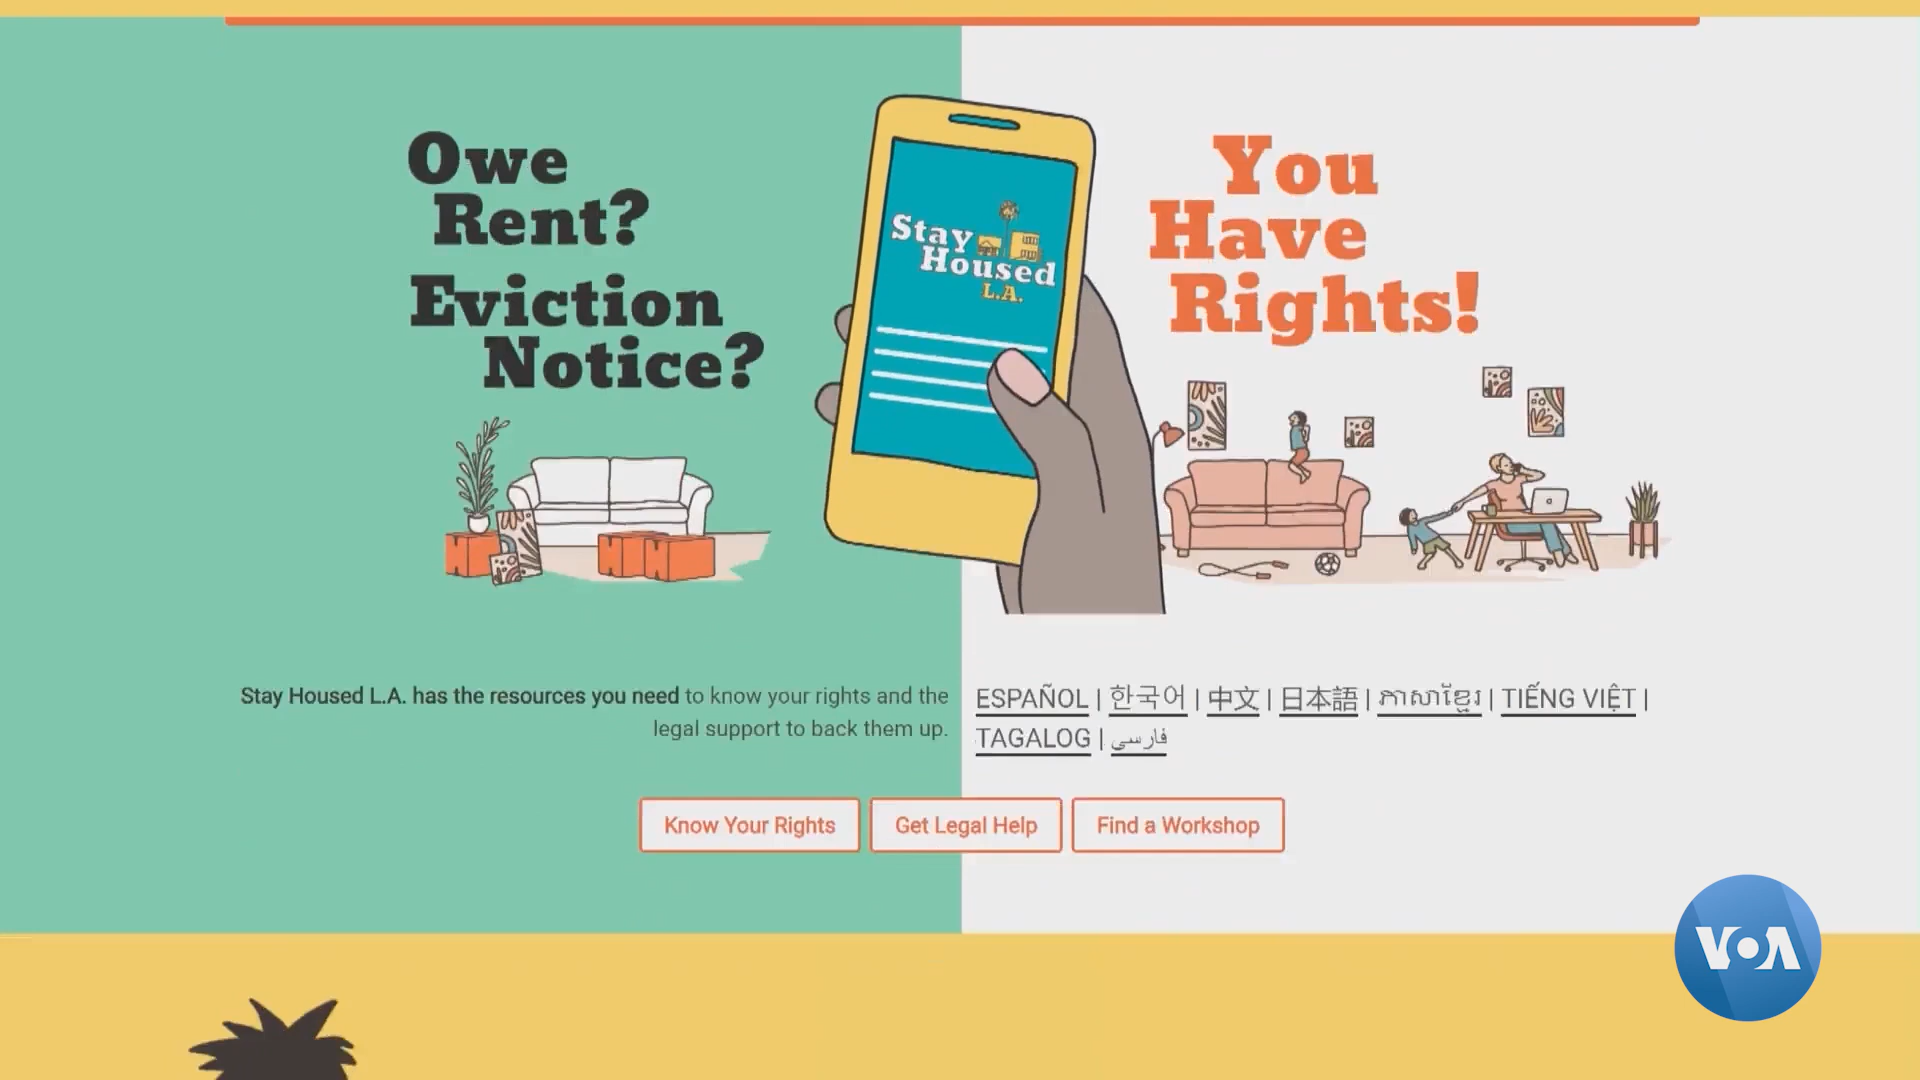 Owe
Rent?
Eviction
Notice?
Stay
Housed
L.A.
You
Have
Rights!
Stay Housed L.A. has the resources you need to know your rights and the
legal support to back them up.
ESPAÑOL | 한국어 | 中文 | 日本語 | ភាសាខ្មែរ | TIẾNG VIỆT |
TAGALOG | فارسی
Know Your Rights
Get Legal Help
Find a Workshop
VOA